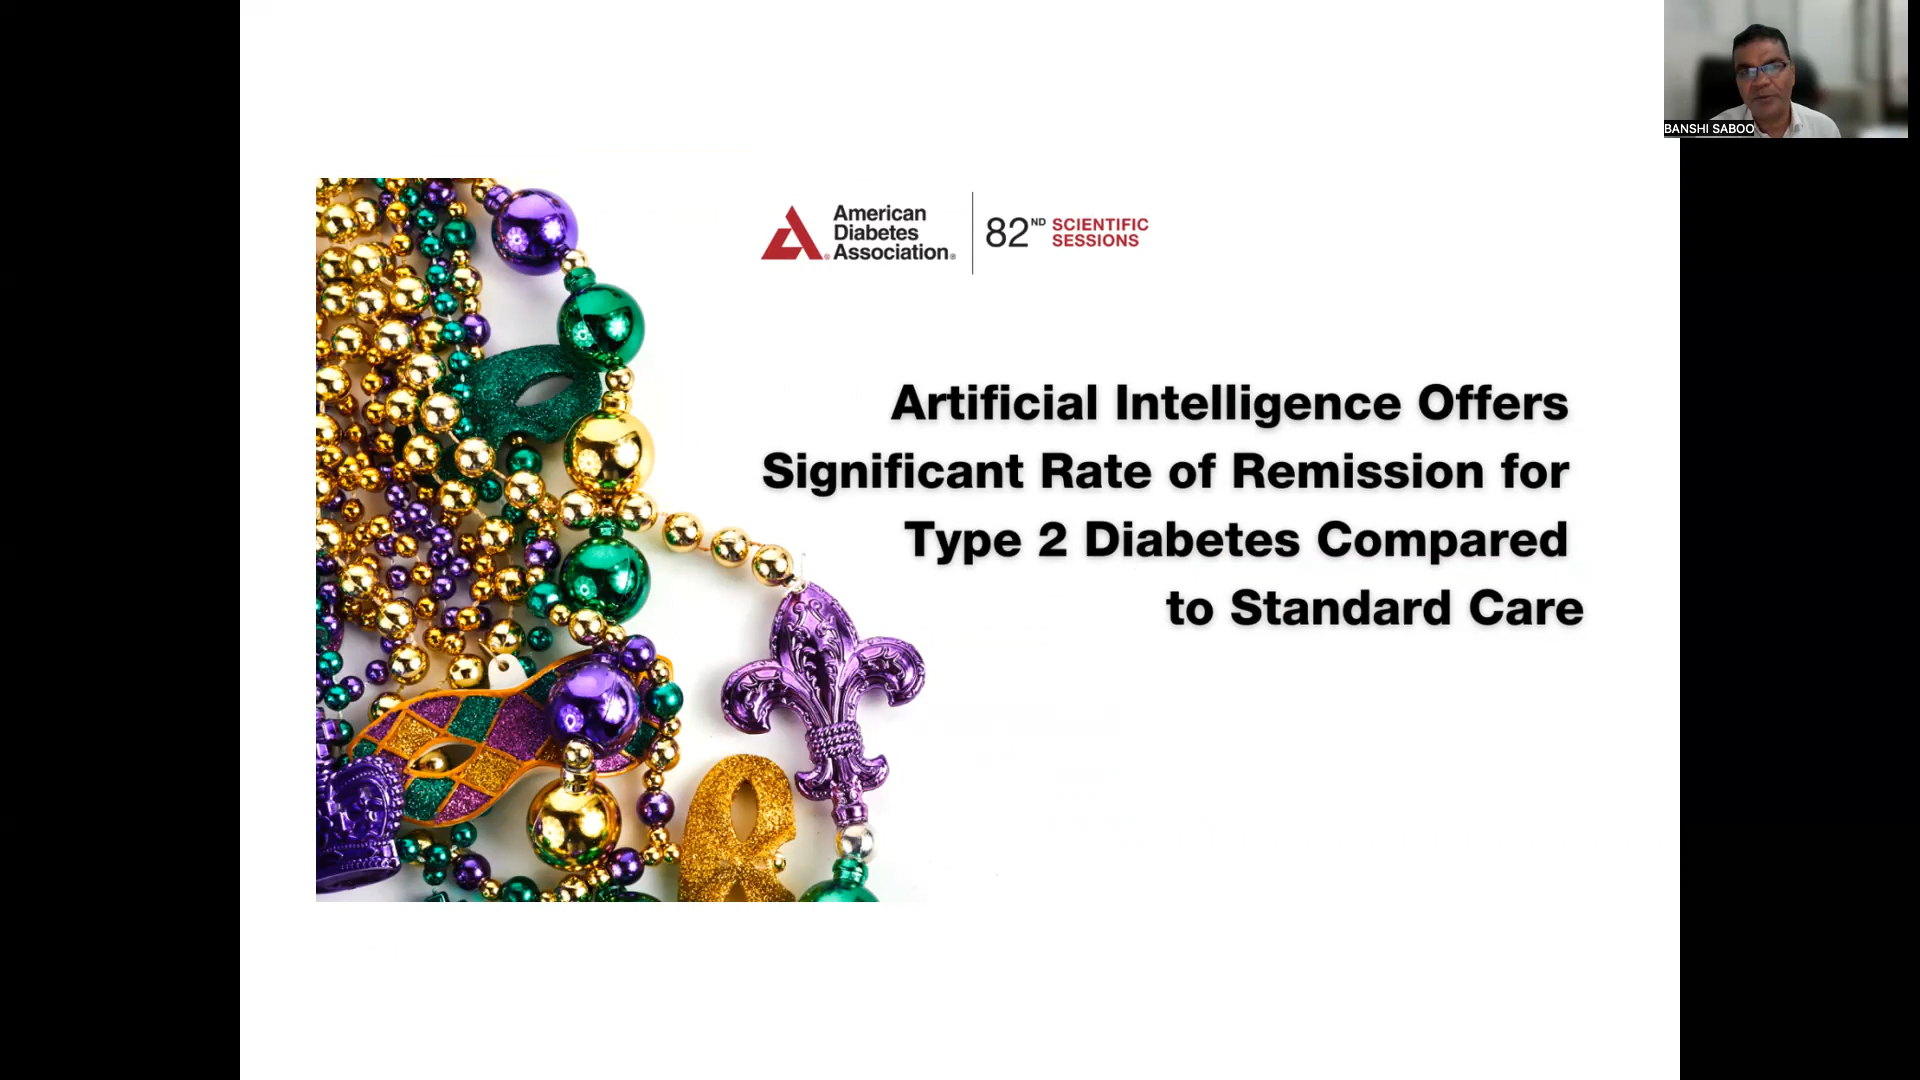 BANSHI SABOO
American
Diabetes
Association®
82ND SCIENTIFIC
SESSIONS
Artificial Intelligence Offers
Significant Rate of Remission for
Type 2 Diabetes Compared
to Standard Care